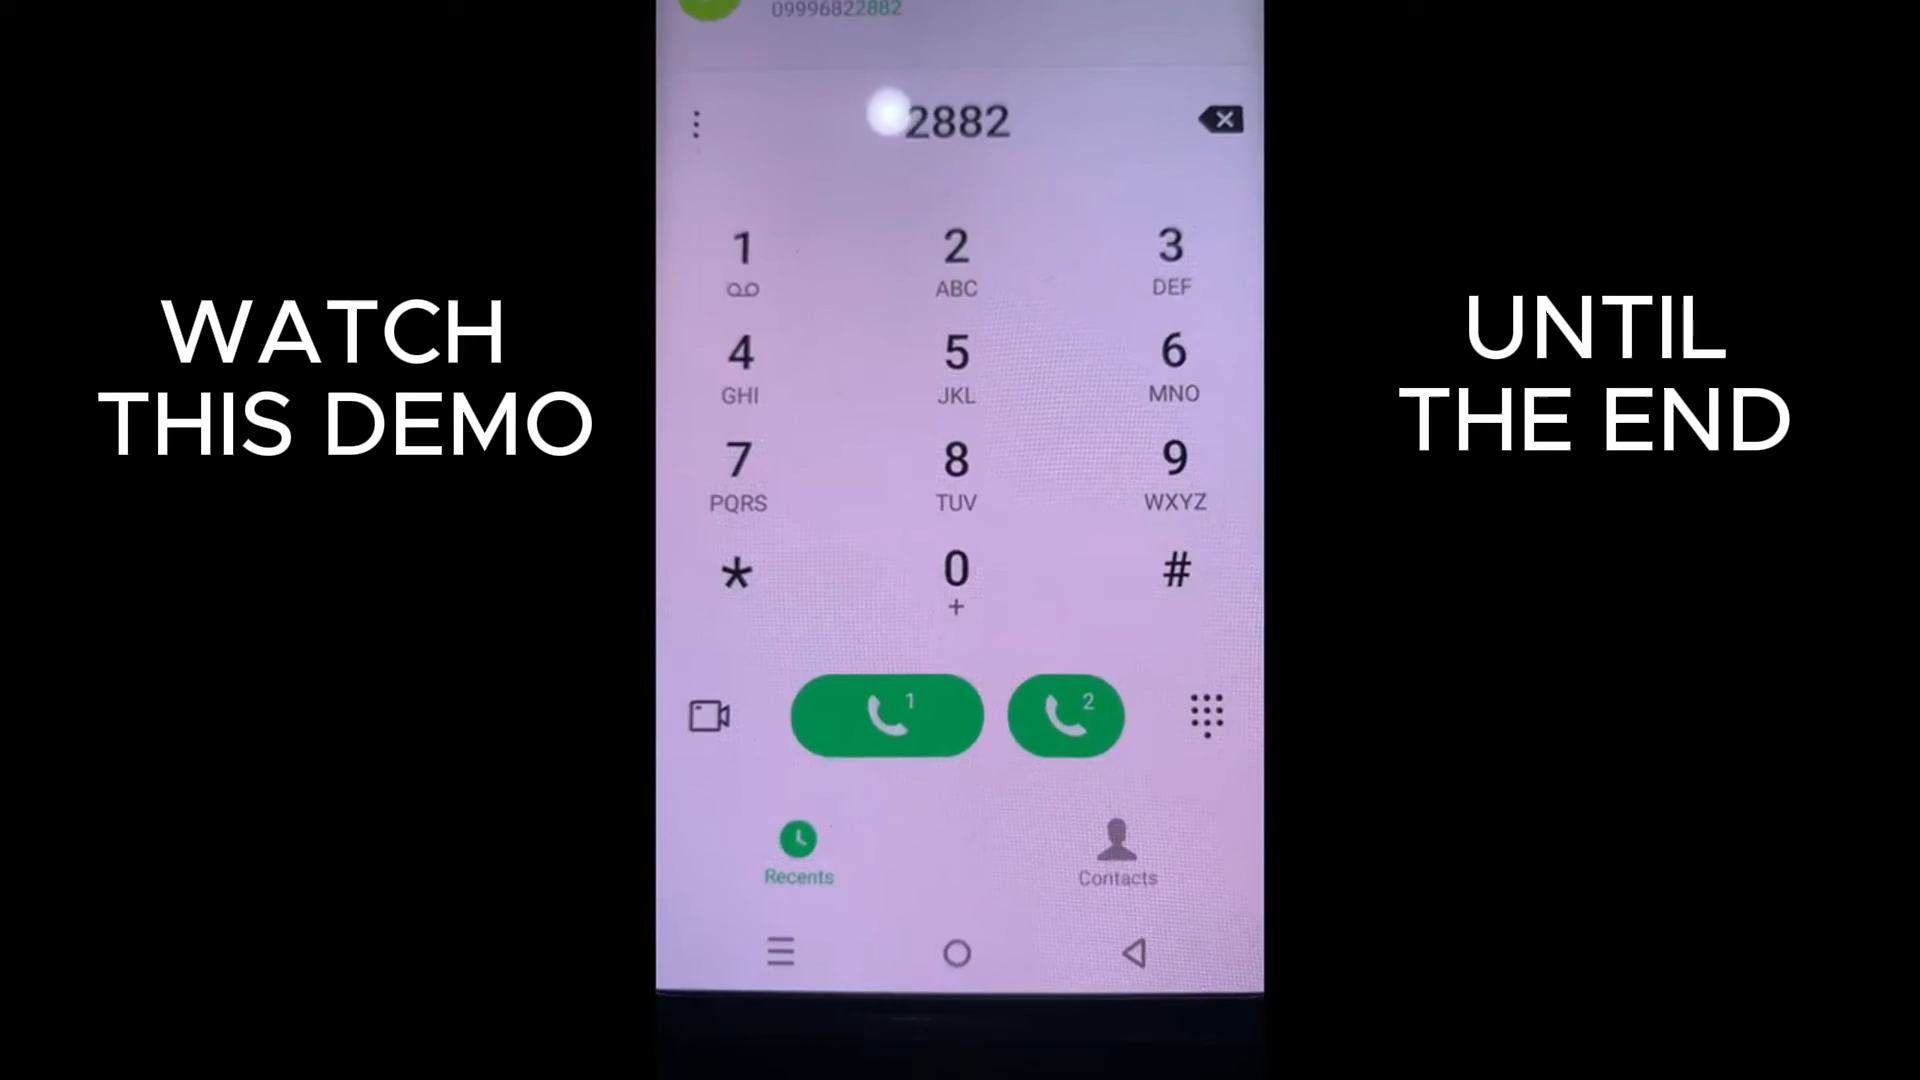 09996822882
2882
WATCH
THIS DEMO
UNTIL
THE END
1
2
ABC
3
DEF
4
GHI
5
JKL
6
MNO
7
PQRS
8
TUV
9
WXYZ
*
0
+
#
1
2
Recents
Contacts